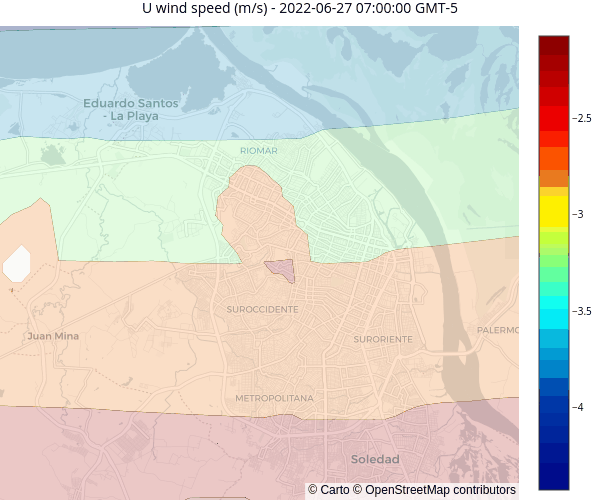 U wind speed (m/s) - 2022-06-27 07:00:00 GMT-5
−2.5
Eduardo Santos
- La Playa
RIOMAR
−3
SUROCCIDENTE
−3.5
PALERMO
Juan Mina
SURORIENTE
METROPOLITANA
−4
Soledad
© Carto © OpenStreetMap contributors